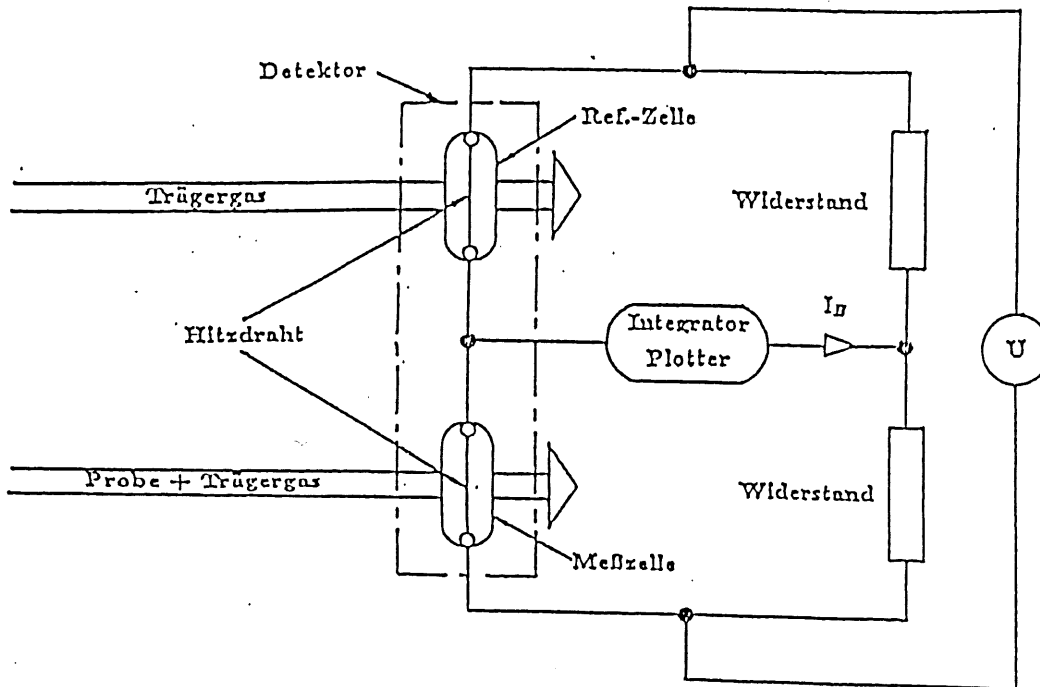 Detektor
Ref.-Zelle
Trägergas
Widerstand
Hitzdraht
Integrator
Plotter
U
Probe + Trägergas
Widerstand
Meßzelle